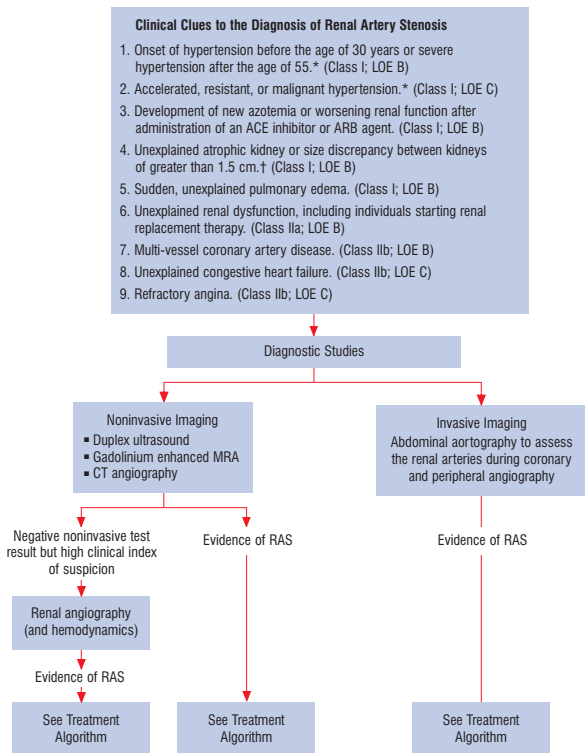 Clinical Clues to the Diagnosis of Renal Artery Stenosis
1. Onset of hypertension before the age of 30 years or severe
hypertension after the age of 55.* (Class I; LOE B)
2. Accelerated, resistant, or malignant hypertension.* (Class I; LOE C)
3. Development of new azotemia or worsening renal function after
administration of an ACE inhibitor or ARB agent. (Class I; LOE B)
4. Unexplained atrophic kidney or size discrepancy between kidneys
of greater than 1.5 cm.† (Class I; LOE B)
5. Sudden, unexplained pulmonary edema. (Class I; LOE B)
6. Unexplained renal dysfunction, including individuals starting renal
replacement therapy. (Class IIa; LOE B)
7. Multi-vessel coronary artery disease. (Class IIb; LOE B)
8. Unexplained congestive heart failure. (Class IIb; LOE C)
9. Refractory angina. (Class IIb; LOE C)
Diagnostic Studies
Noninvasive Imaging
▪ Duplex ultrasound
▪ Gadolinium enhanced MRA
▪ CT angiography
Invasive Imaging
Abdominal aortography to assess
the renal arteries during coronary
and peripheral angiography
Negative noninvasive test
result but high clinical index
of suspicion
Evidence of RAS
Evidence of RAS
Renal angiography
(and hemodynamics)
Evidence of RAS
See Treatment
Algorithm
See Treatment
Algorithm
See Treatment
Algorithm